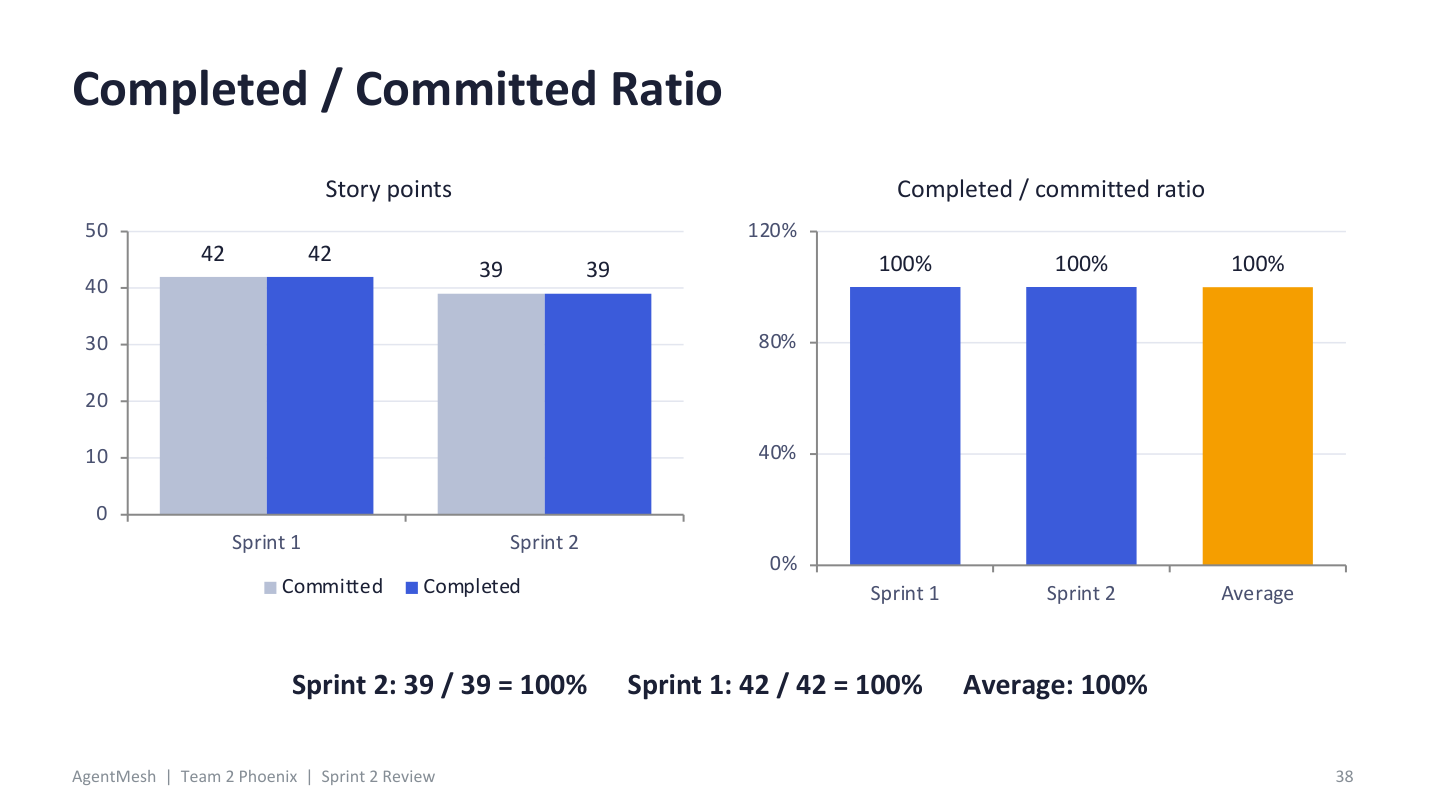 Completed / Committed Ratio
Story points
50
40
30
20
10
0
42
42
39
39
Sprint 1
Sprint 2
Committed
Completed
Completed / committed ratio
120%
80%
40%
0%
100%
100%
100%
Sprint 1
Sprint 2
Average
Sprint 2: 39 / 39 = 100% Sprint 1: 42 / 42 = 100% Average: 100%
AgentMesh | Team 2 Phoenix | Sprint 2 Review
38